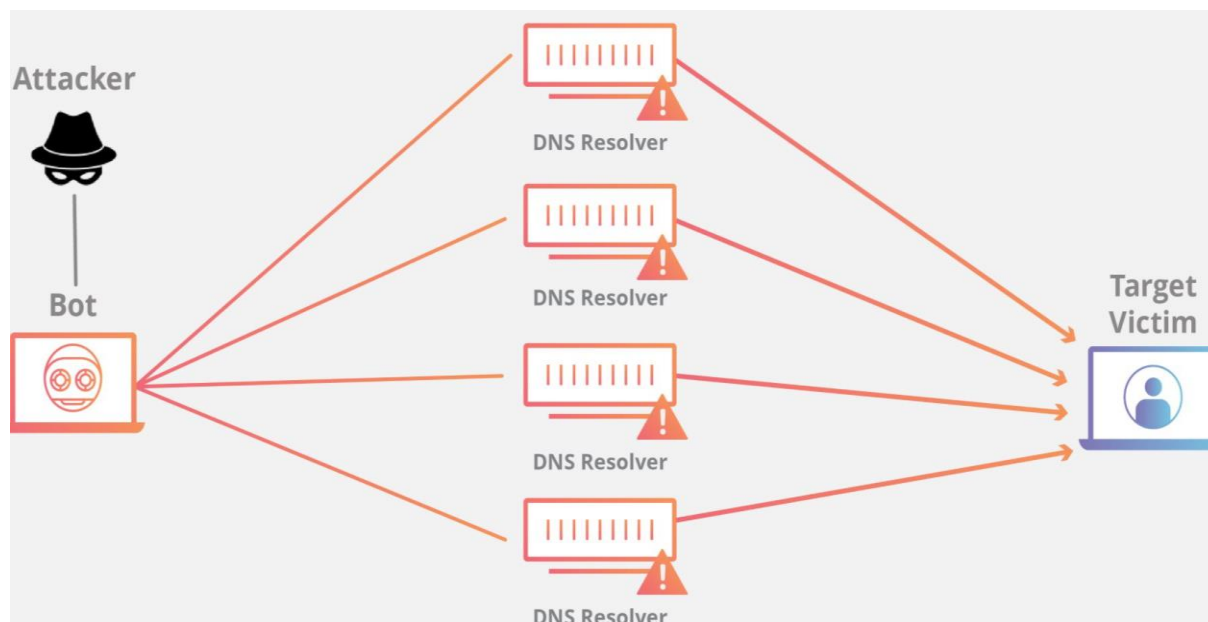 Attacker
Bot
DNS Resolver
DNS Resolver
DNS Resolver
DNS Resolver
Target
Victim